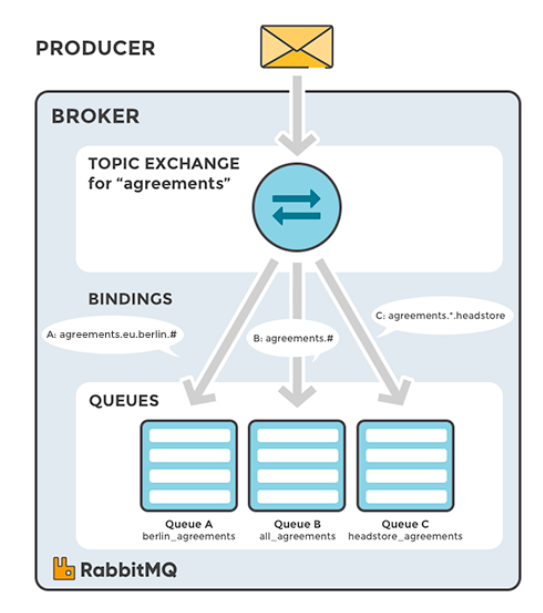 PRODUCER
BROKER
TOPIC EXCHANGE
for “agreements”
BINDINGS
A: agreements.eu.berlin.#
B: agreements.#
C: agreements.*.headstore
QUEUES
Queue A
berlin_agreements
Queue B
all_agreements
Queue C
headstore_agreements
RabbitMQ